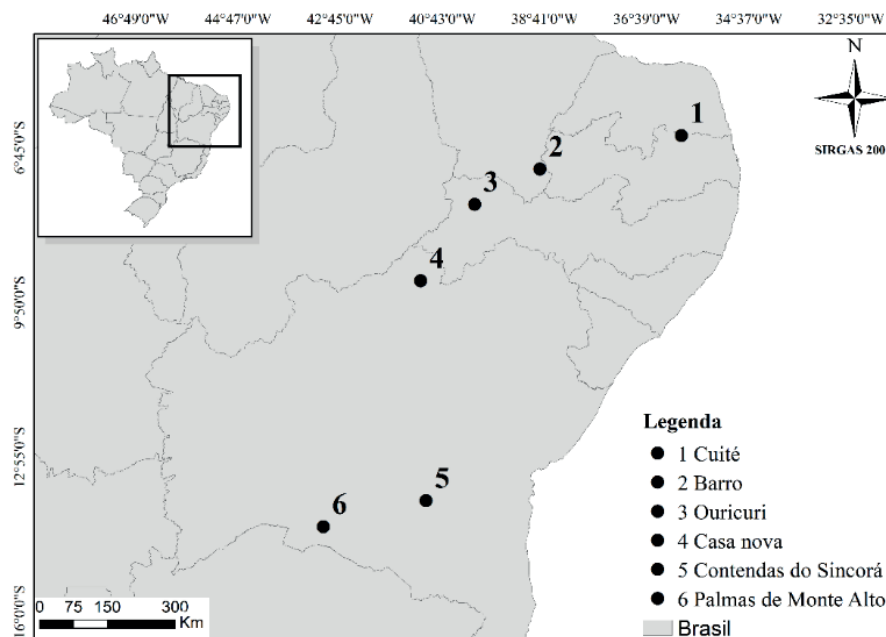 46°49'0"W 44°47'0"W 42°45'0"W 40°43'0"W 38°41'0"W 36°39'0"W 34°37'0"W 32°35'0"W
N
SIRGAS 200
6°45'0"S
9°50'0"S
12°55'0"S
16°0'0"S
1
2
3
4
5
6
Legenda
1 Cuité
2 Barro
3 Ouricuri
4 Casa nova
5 Contendas do Sincorá
6 Palmas de Monte Alto
Brasil
0 75 150 300
Km